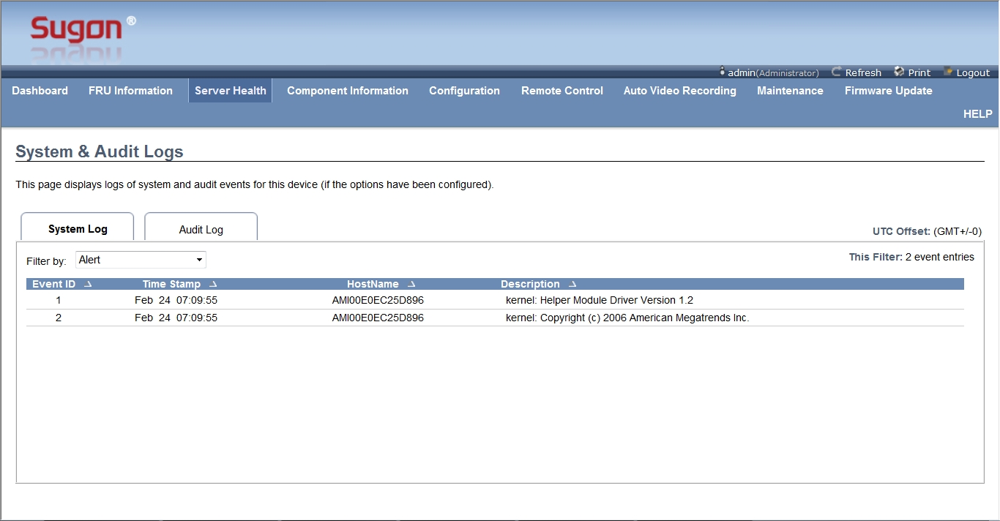 Sugon ®
admin(Administrator) Refresh Print Logout
Dashboard FRU Information Server Health Component Information Configuration Remote Control Auto Video Recording Maintenance Firmware Update
HELP
System & Audit Logs
This page displays logs of system and audit events for this device (if the options have been configured).
System Log Audit Log
UTC Offset: (GMT+/-0)
Filter by: Alert
This Filter: 2 event entries
Event ID Time Stamp HostName Description
1 Feb 24 07:09:55 AMI00E0EC25D896 kernel: Helper Module Driver Version 1.2
2 Feb 24 07:09:55 AMI00E0EC25D896 kernel: Copyright (c) 2006 American Megatrends Inc.